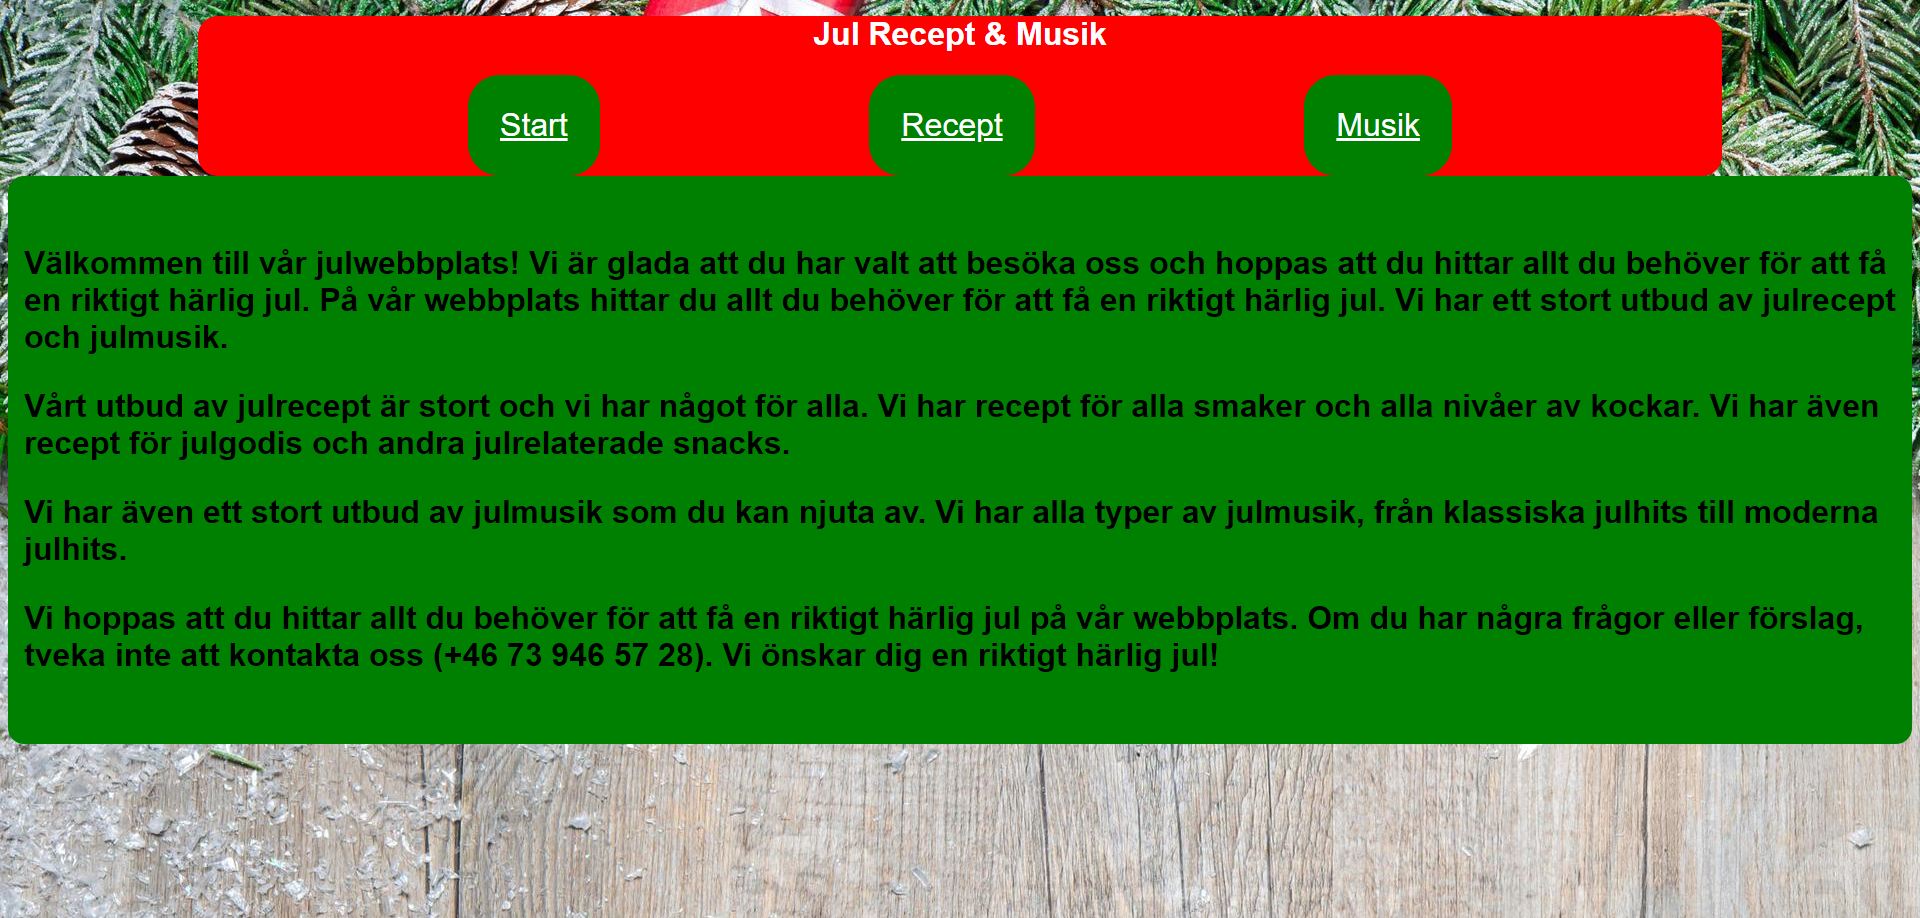 Jul Recept & Musik
Start
Recept
Musik
Välkommen till vår julwebbplats! Vi är glada att du har valt att besöka oss och hoppas att du hittar allt du behöver för att få
en riktigt härlig jul. På vår webbplats hittar du allt du behöver för att få en riktigt härlig jul. Vi har ett stort utbud av julrecept
och julmusik.
Vårt utbud av julrecept är stort och vi har något för alla. Vi har recept för alla smaker och alla nivåer av kockar. Vi har även
recept för julgodis och andra julrelaterade snacks.
Vi har även ett stort utbud av julmusik som du kan njuta av. Vi har alla typer av julmusik, från klassiska julhits till moderna
julhits.
Vi hoppas att du hittar allt du behöver för att få en riktigt härlig jul på vår webbplats. Om du har några frågor eller förslag,
tveka inte att kontakta oss (+46 73 946 57 28). Vi önskar dig en riktigt härlig jul!